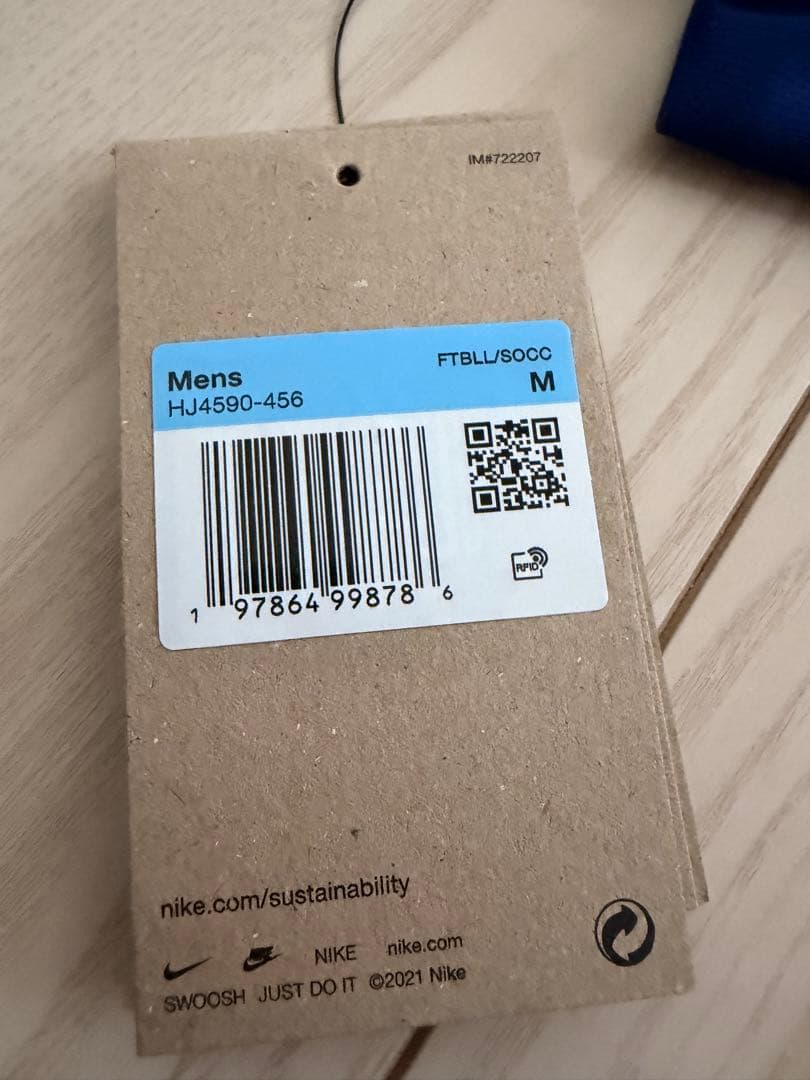 IM#722207
Mens
FTBLL/SOCC
HJ4590-456
M
RFID
1 97864 99878 6
nike.com/sustainability
NIKE nike.com
SWOOSH JUST DO IT ©2021 Nike